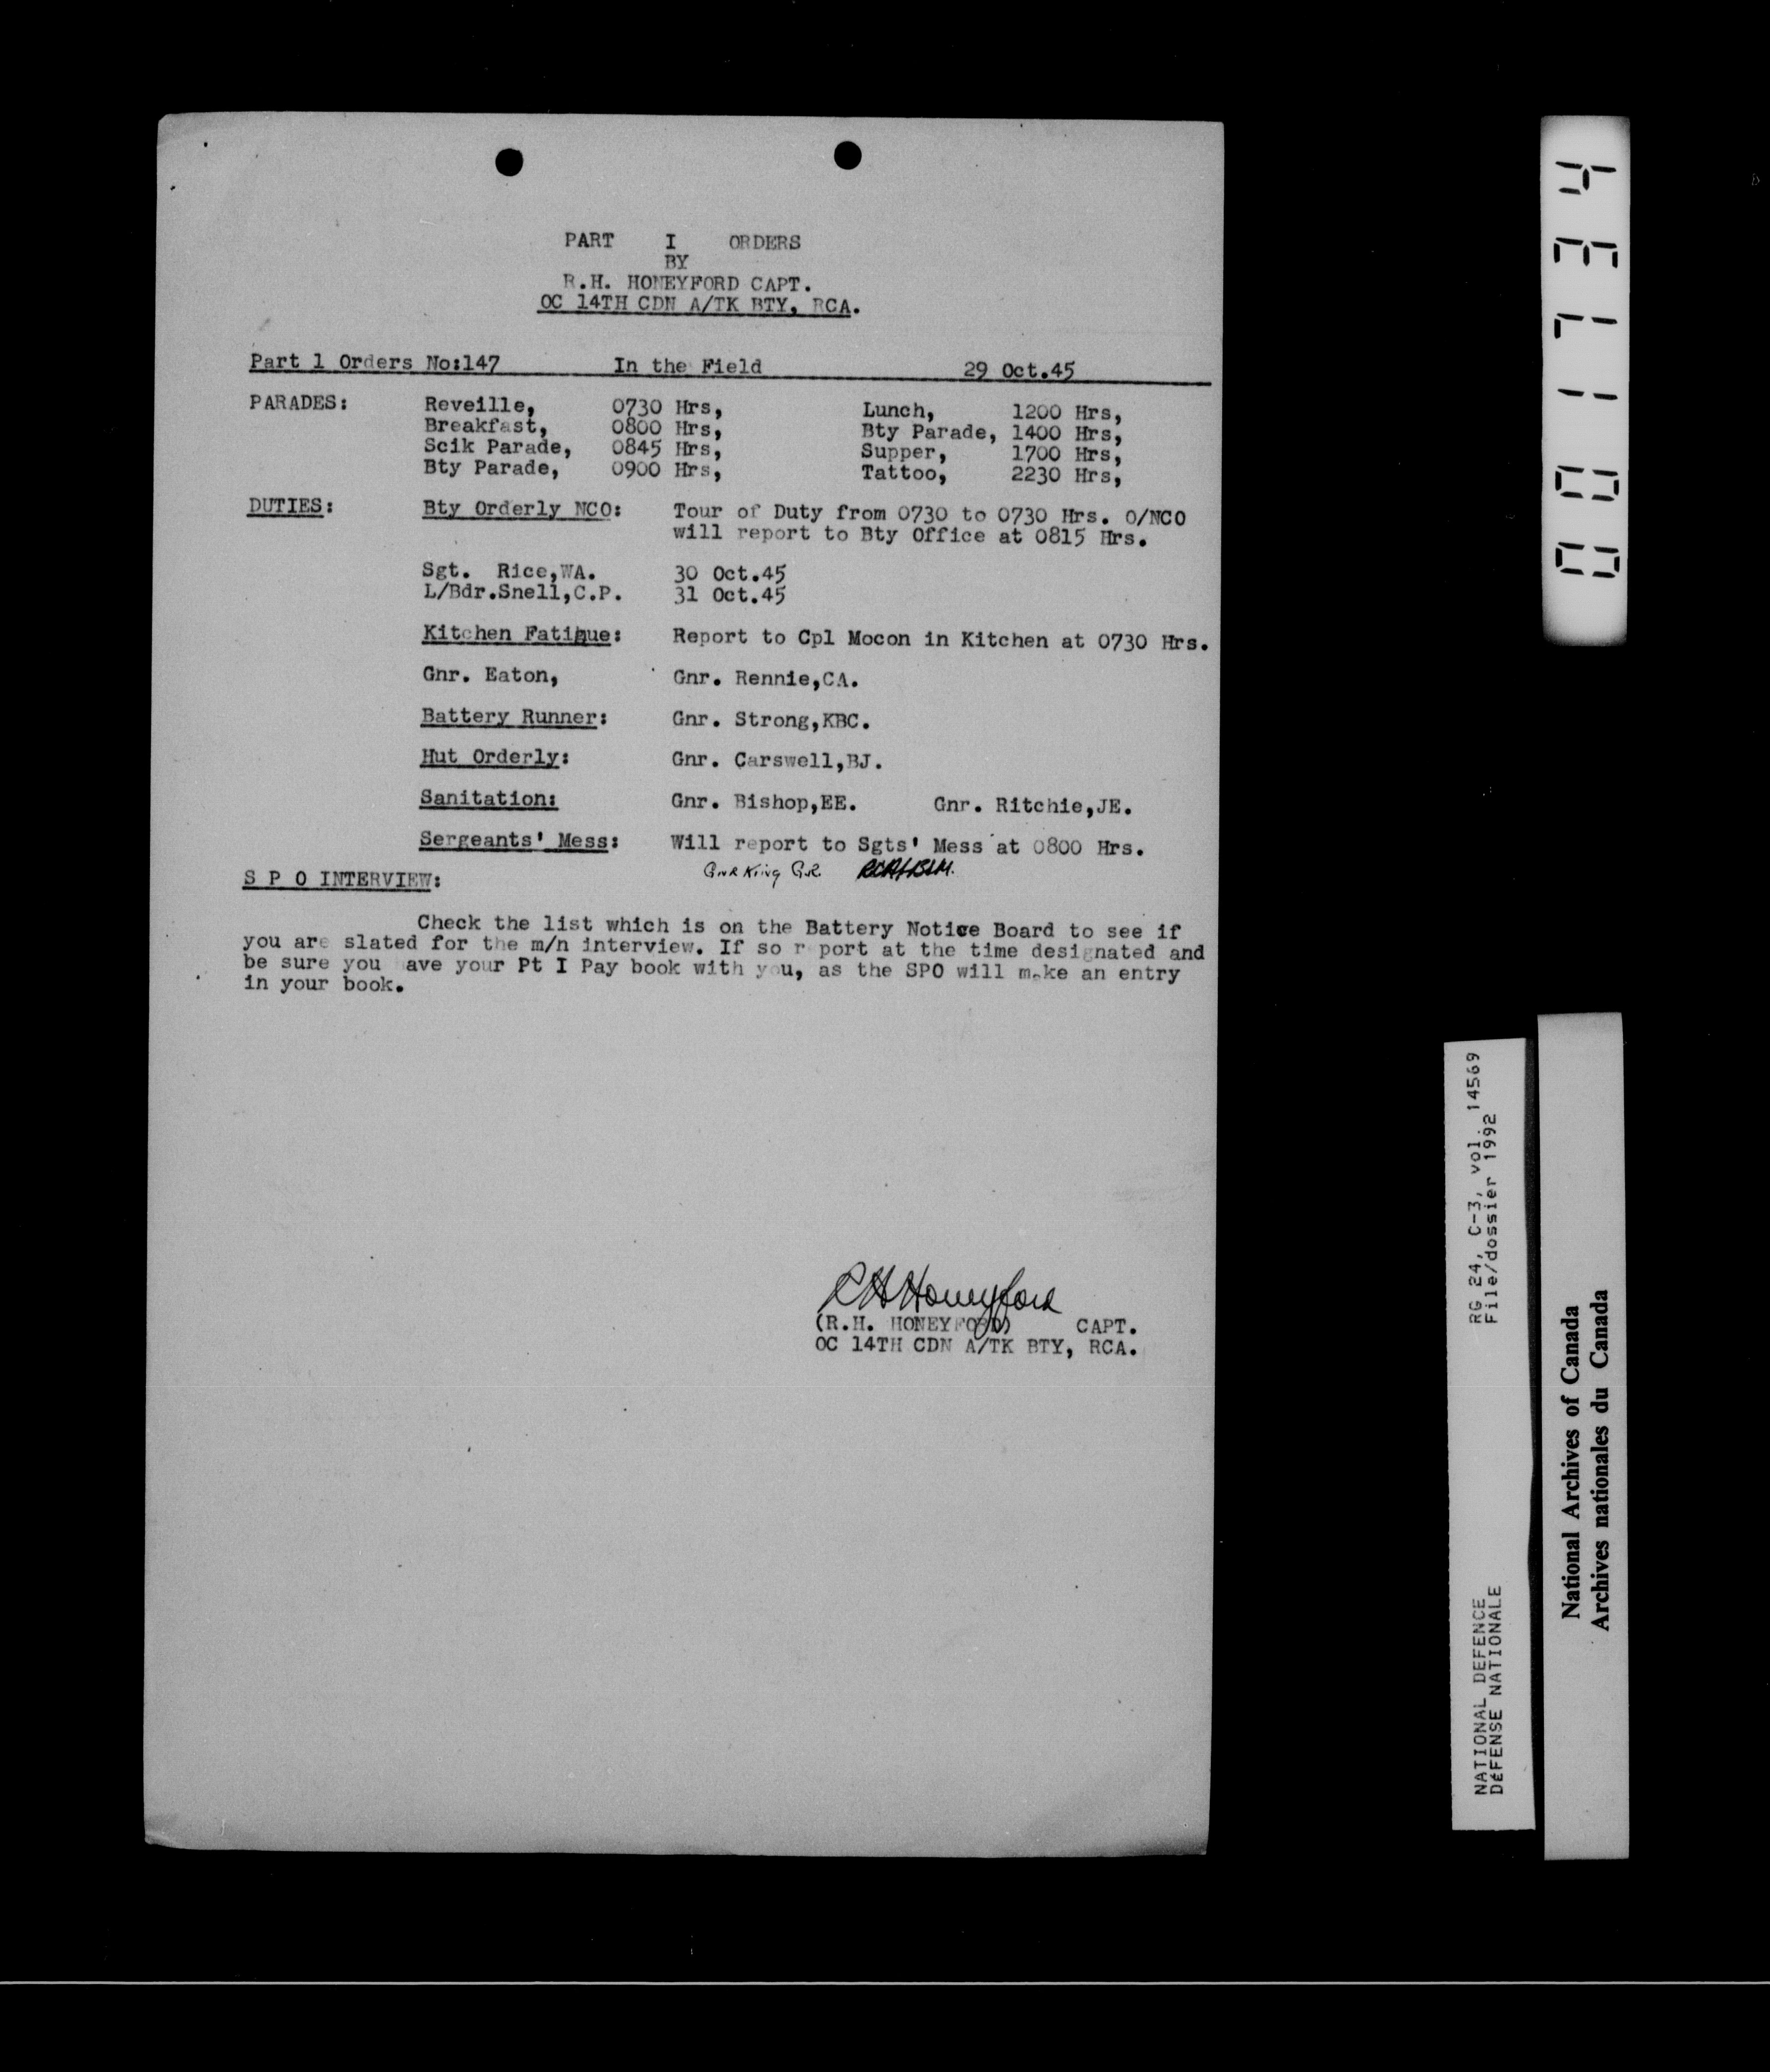 PART I ORDERS
BY
R.H. HONEYFORD CAPT.
OC 14TH CDN A/TK BTY, RCA.
Part 1 Orders No:147 In the Field 29 Oct.45
PARADES: Reveille, 0730 Hrs, Lunch, 1200 Hrs,
Breakfast, 0800 Hrs, Bty Parade, 1400 Hrs,
Scik Parade, 0845 Hrs, Supper, 1700 Hrs,
Bty Parade, 0900 Hrs, Tattoo, 2230 Hrs,
DUTIES: Bty Orderly NCO: Tour of Duty from 0730 to 0730 Hrs. O/NCO
will report to Bty Office at 0815 Hrs.
Sgt. Rice,WA. 30 Oct.45
L/Bdr.Snell,C.P. 31 Oct.45
Kitchen Fatihue: Report to Cpl Mocon in Kitchen at 0730 Hrs.
Gnr. Eaton, Gnr. Rennie,CA.
Battery Runner: Gnr. Strong,KBC.
Hut Orderly: Gnr. Carswell,BJ.
Sanitation: Gnr. Bishop,EE. Gnr. Ritchie,JE.
Sergeants' Mess: Will report to Sgts' Mess at 0800 Hrs.
Gnr King G.R.
S P O INTERVIEW:
Check the list which is on the Battery Notice Board to see if
you are slated for the m/n interview. If so r port at the time designated and
be sure you ave your Pt I Pay book with you, as the SPO will make an entry
in your book.
R H Honeyford
(R.H. HONEYFORD) CAPT.
OC 14TH CDN A/TK BTY, RCA.
001734
RG 24, C-3, vol. 14569
File/dossier 1992
NATIONAL DEFENCE
DéFENSE NATIONALE
National Archives of Canada
Archives nationales du Canada